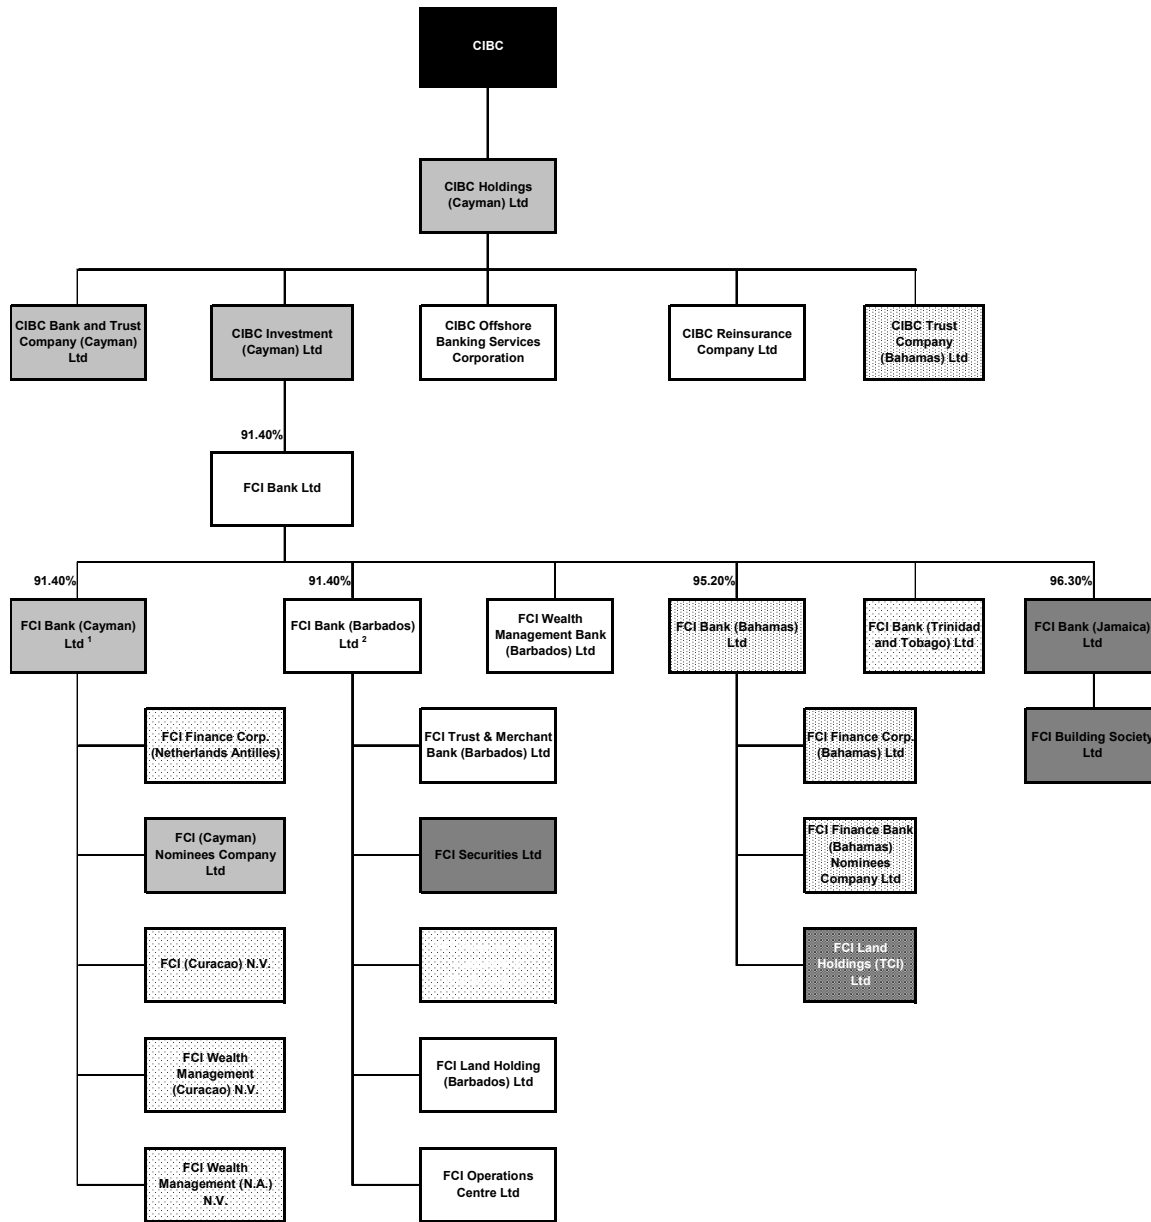 CIBC
CIBC Holdings
(Cayman) Ltd
CIBC Bank and Trust
Company (Cayman)
Ltd
CIBC Investment
(Cayman) Ltd
CIBC Offshore
Banking Services
Corporation
CIBC Reinsurance
Company Ltd
CIBC Trust
Company
(Bahamas) Ltd
91.40%
FCI Bank Ltd
91.40%
91.40%
95.20%
96.30%
FCI Bank (Cayman)
Ltd 1
FCI Bank (Barbados)
Ltd 2
FCI Wealth
Management Bank
(Barbados) Ltd
FCI Bank (Bahamas)
Ltd
FCI Bank (Trinidad
and Tobago) Ltd
FCI Bank (Jamaica)
Ltd
FCI Finance Corp.
(Netherlands Antilles)
FCI Trust & Merchant
Bank (Barbados) Ltd
FCI Finance Corp.
(Bahamas) Ltd
FCI Building Society
Ltd
FCI (Cayman)
Nominees Company
Ltd
FCI Securities Ltd
FCI Finance Bank
(Bahamas)
Nominees
Company Ltd
FCI (Curacao) N.V.
FCI Land
Holdings (TCI)
Ltd
FCI Wealth
Management
(Curacao) N.V.
FCI Land Holding
(Barbados) Ltd
FCI Wealth
Management (N.A.)
N.V.
FCI Operations
Centre Ltd